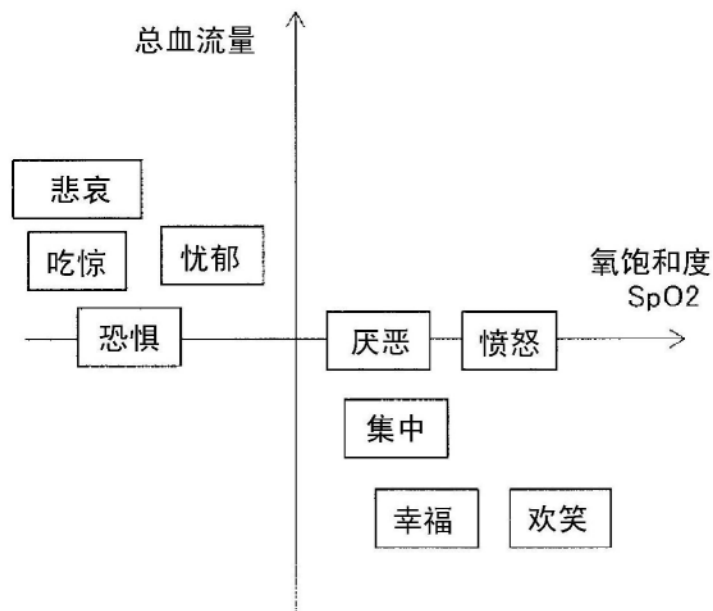 总血流量
悲哀
吃惊
忧郁
氧饱和度
SpO2
恐惧
厌恶
愤怒
集中
幸福
欢笑